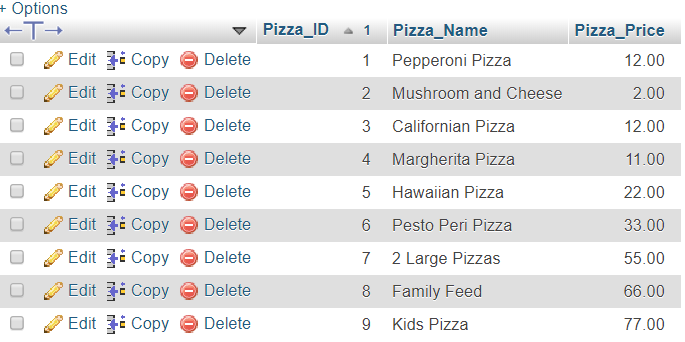 + Options
←T→ Pizza_ID 1 Pizza_Name Pizza_Price
Edit Copy Delete 1 Pepperoni Pizza 12.00
Edit Copy Delete 2 Mushroom and Cheese 2.00
Edit Copy Delete 3 Californian Pizza 12.00
Edit Copy Delete 4 Margherita Pizza 11.00
Edit Copy Delete 5 Hawaiian Pizza 22.00
Edit Copy Delete 6 Pesto Peri Pizza 33.00
Edit Copy Delete 7 2 Large Pizzas 55.00
Edit Copy Delete 8 Family Feed 66.00
Edit Copy Delete 9 Kids Pizza 77.00